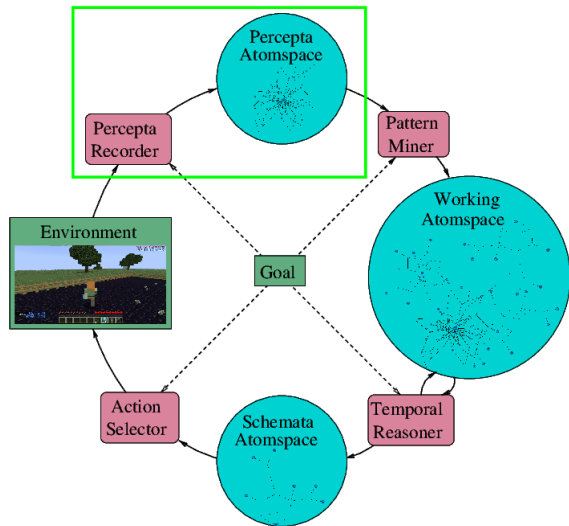 Percepta
Atomspace
Percepta
Recorder
Pattern
Miner
Working
Atomspace
Environment
Goal
Action
Selector
Schemata
Atomspace
Temporal
Reasoner